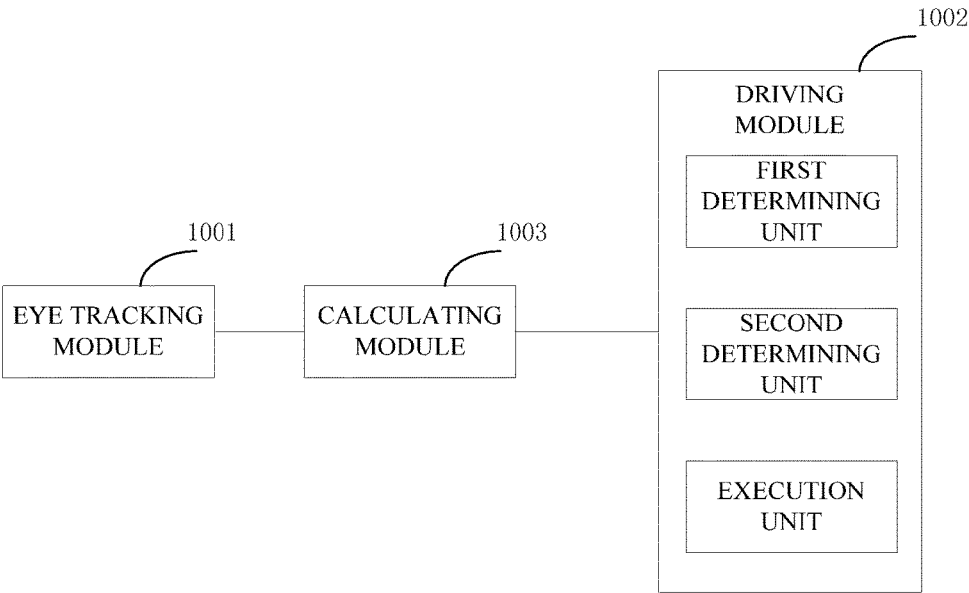 1002
DRIVING
MODULE
FIRST
DETERMINING
UNIT
1001
1003
EYE TRACKING
MODULE
CALCULATING
MODULE
SECOND
DETERMINING
UNIT
EXECUTION
UNIT